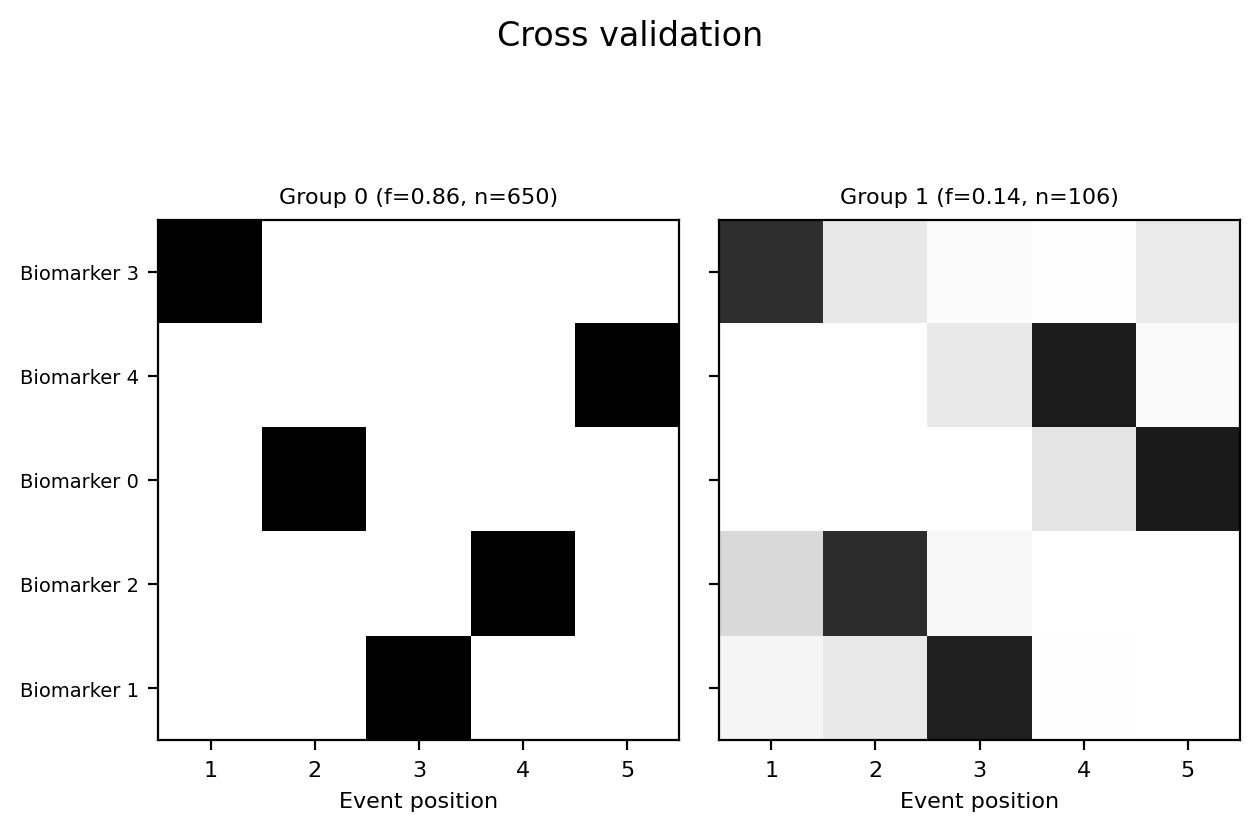 Cross validation
Group 0 (f=0.86, n=650)
Group 1 (f=0.14, n=106)
Biomarker 3
Biomarker 4
Biomarker 0
Biomarker 2
Biomarker 1
1 2 3 4 5
1 2 3 4 5
Event position
Event position